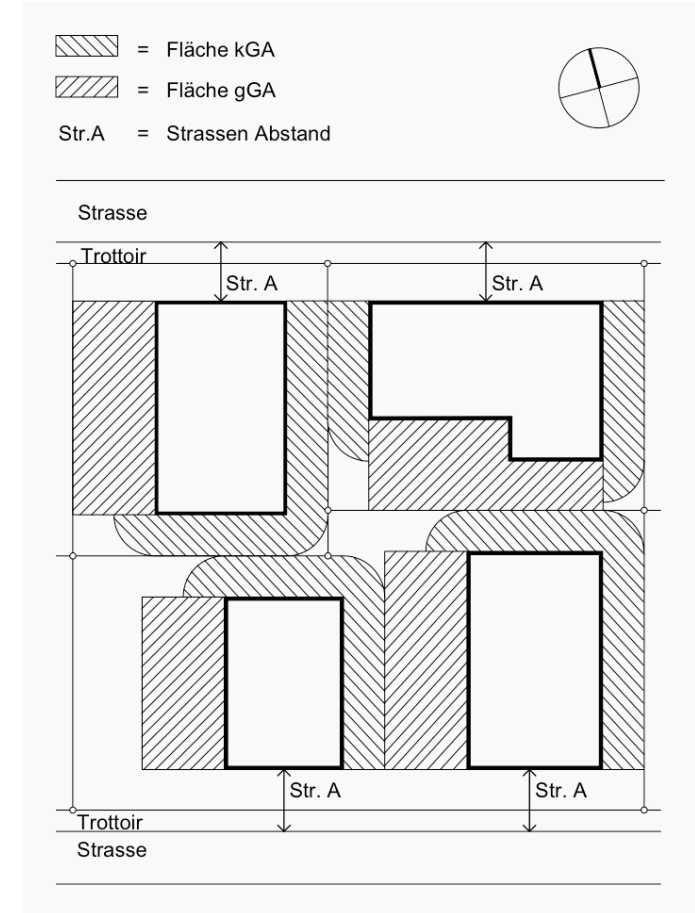 = Fläche kGA
= Fläche gGA
Str.A = Strassen Abstand
Strasse
Trottoir
Str. A
Str. A
Str. A
Str. A
Trottoir
Strasse